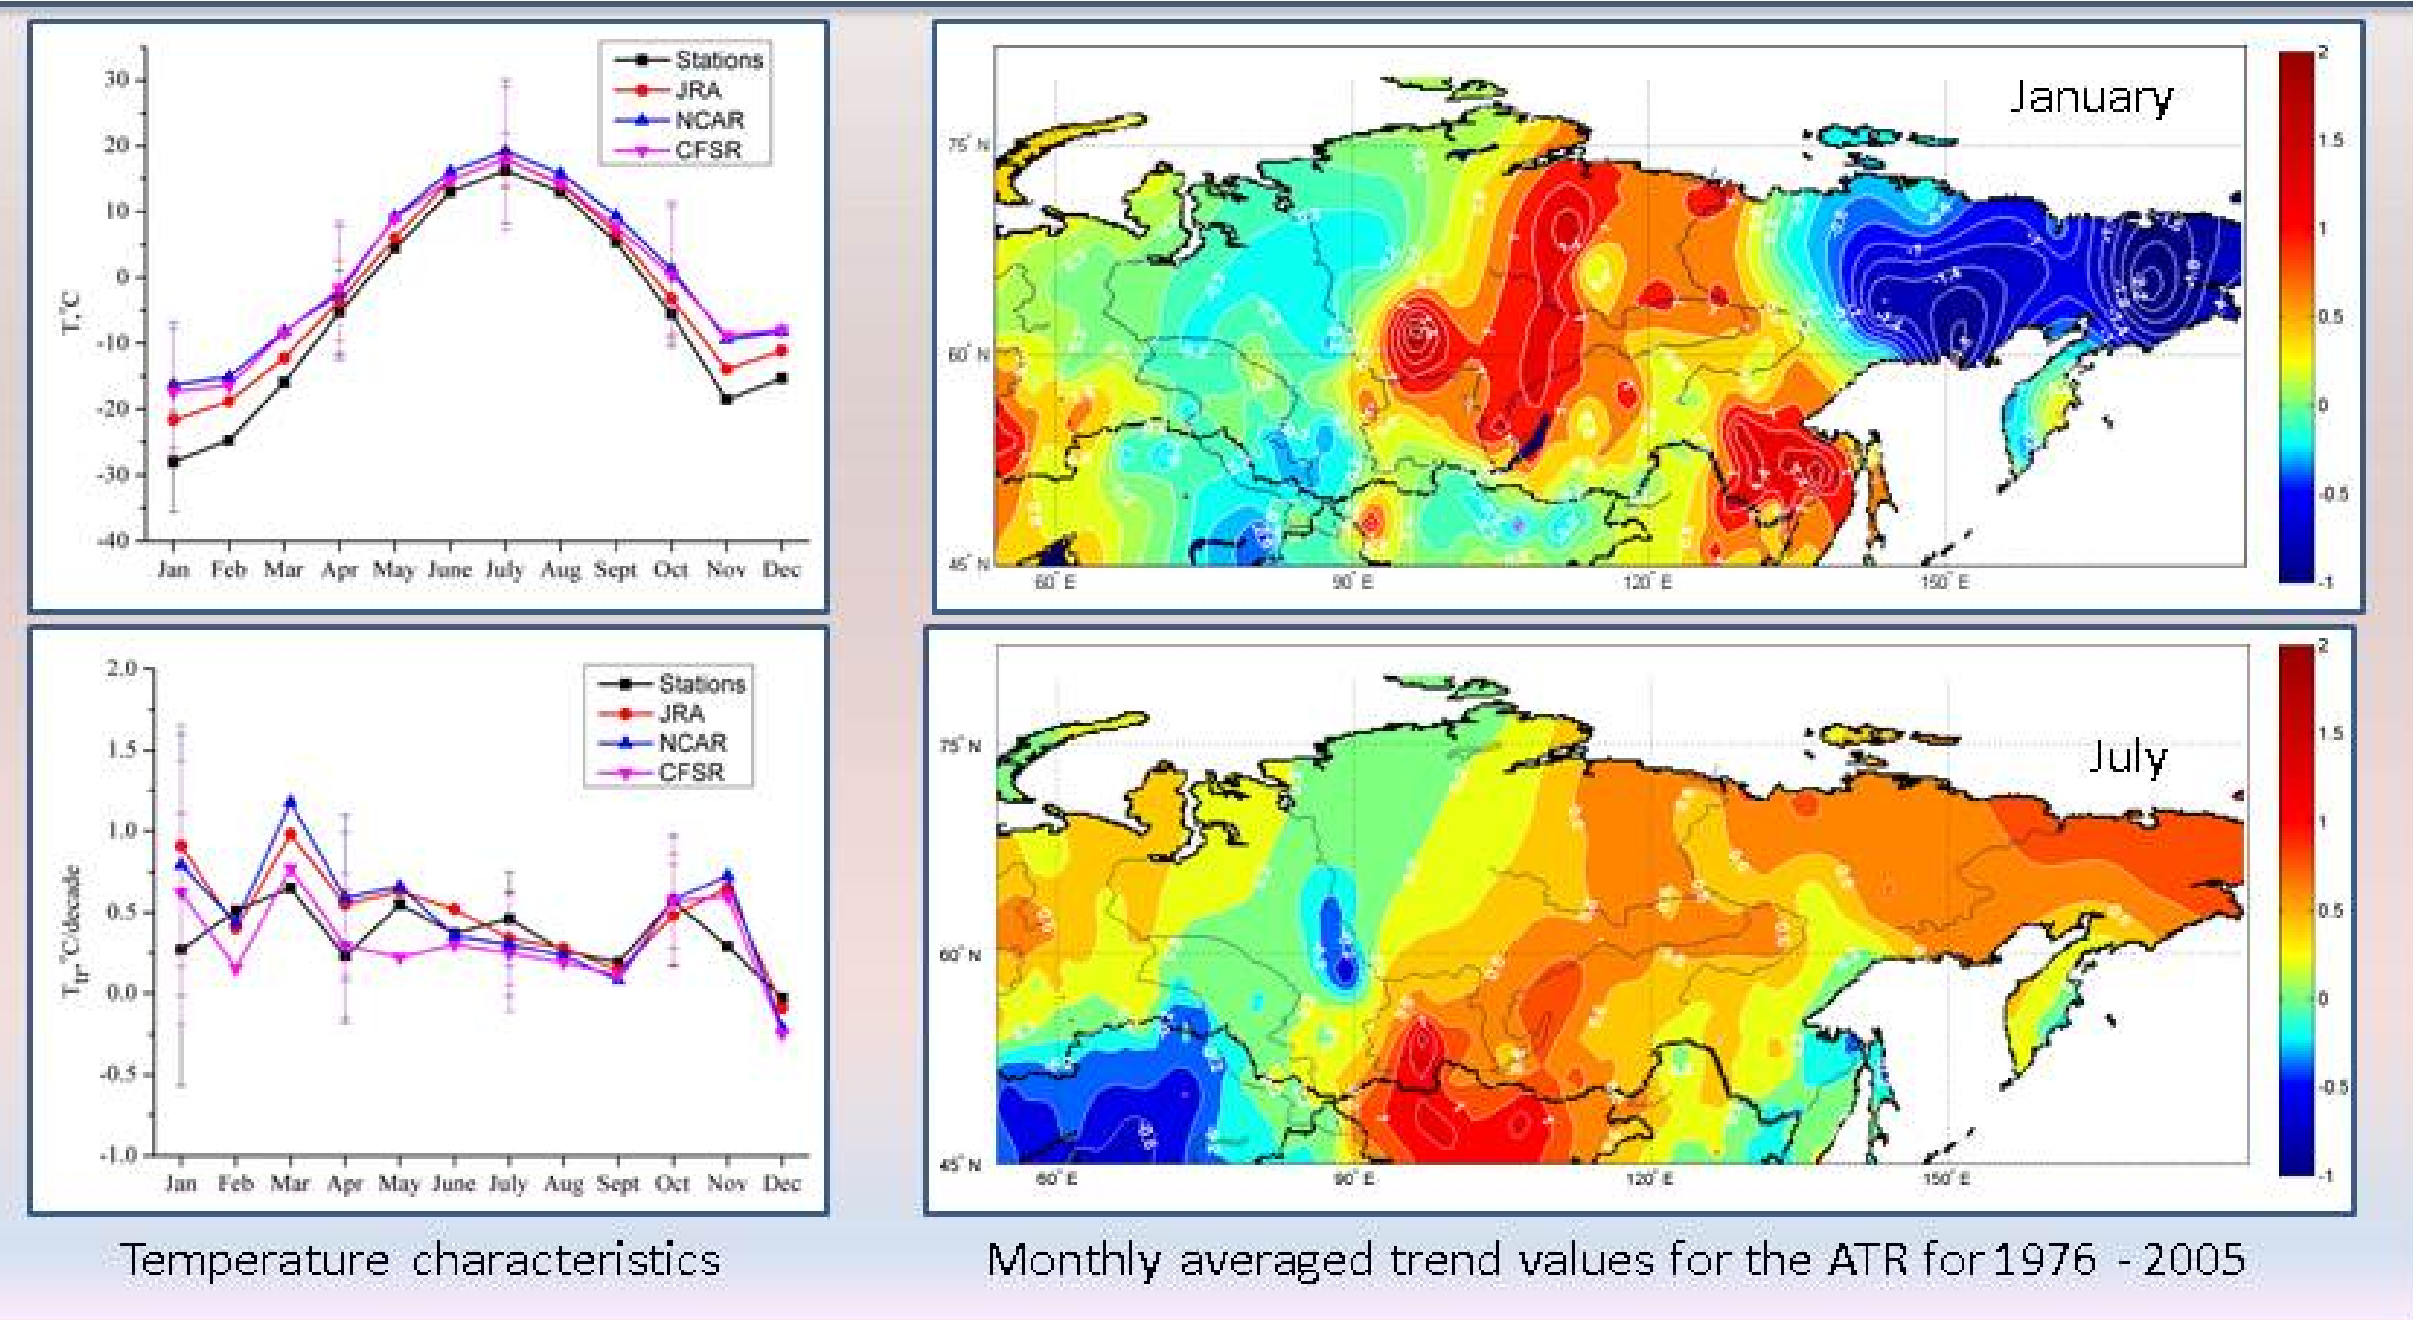 Stations
JRA
NCAR
CFSR
30
20
10
0
-10
-20
-30
-40
T,°C
Jan Feb Mar Apr May June July Aug Sept Oct Nov Dec
January
75° N
60° N
45° N
60° E 90° E 120° E 150° E
2
1.5
1
0.5
0
-0.5
-1
Stations
JRA
NCAR
CFSR
2.0
1.5
1.0
0.5
0.0
-0.5
-1.0
Ttr, °C/decade
Jan Feb Mar Apr May June July Aug Sept Oct Nov Dec
July
75° N
60° N
45° N
60° E 90° E 120° E 150° E
2
1.5
1
0.5
0
-0.5
-1
Temperature characteristics
Monthly averaged trend values for the ATR for 1976 - 2005